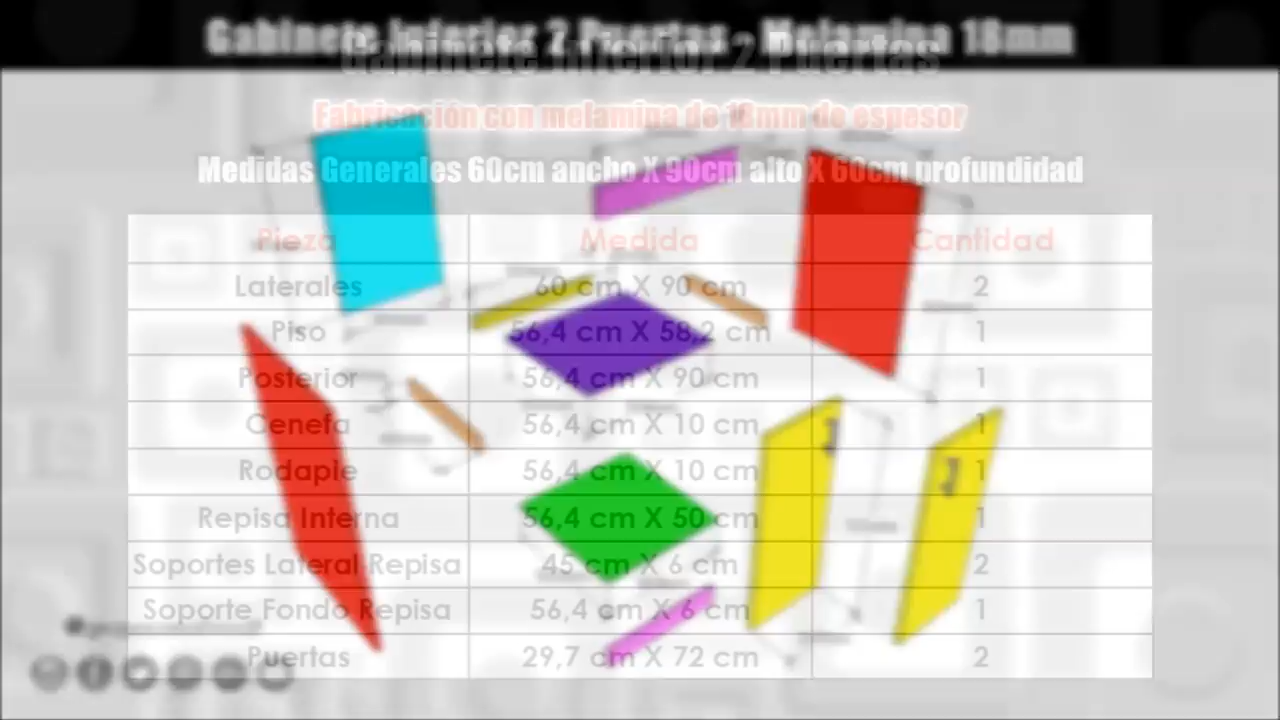 Gabinete Inferior 2 Puertas - Melamina 18mm
Gabinete Inferior 2 Puertas
Fabricación con melamina de 18mm de espesor
Medidas Generales 60cm ancho X 90cm alto X 60cm profundidad
Pieza Medida Cantidad
Laterales 60 cm X 90 cm 2
Piso 56,4 cm X 58,2 cm 1
Posterior 56,4 cm X 90 cm 1
Cenefa 56,4 cm X 10 cm 1
Rodapie 56,4 cm X 10 cm 1
Repisa Interna 56,4 cm X 50 cm 1
Soportes Lateral Repisa 45 cm X 6 cm 2
Soporte Fondo Repisa 56,4 cm X 6 cm 1
Puertas 29,7 cm X 72 cm 2